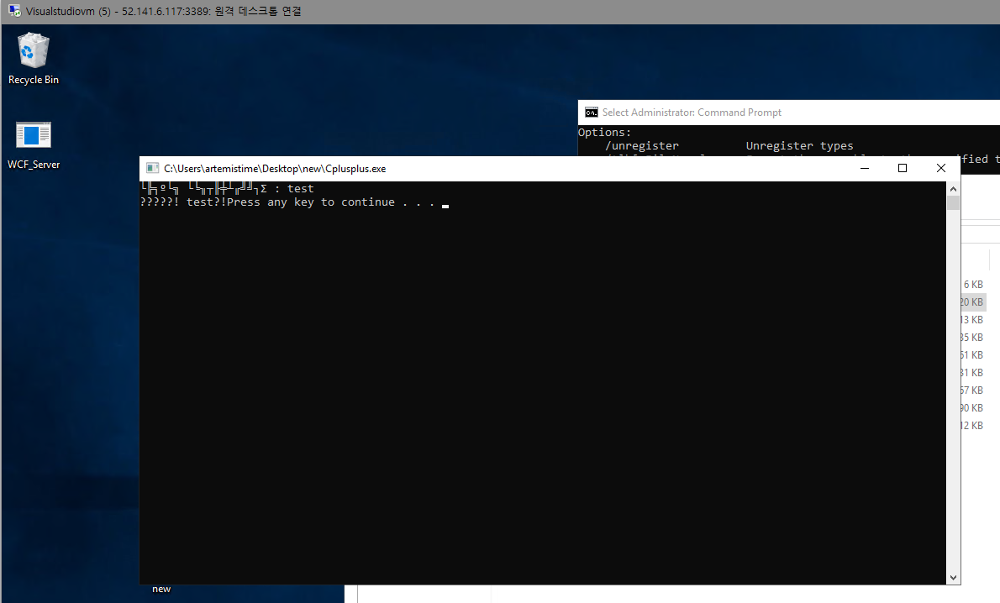 Visualstudiovm (5) - 52.141.6.117:3389: 원격 데스크톱 연결
Recycle Bin
WCF_Server
Select Administrator: Command Prompt
Options:
/unregister Unregister types
C:\Users\artemistime\Desktop\new\Cplusplus.exe
: test
?????! test?!Press any key to continue . . .
6 KB
20 KB
13 KB
35 KB
51 KB
31 KB
57 KB
90 KB
12 KB
new